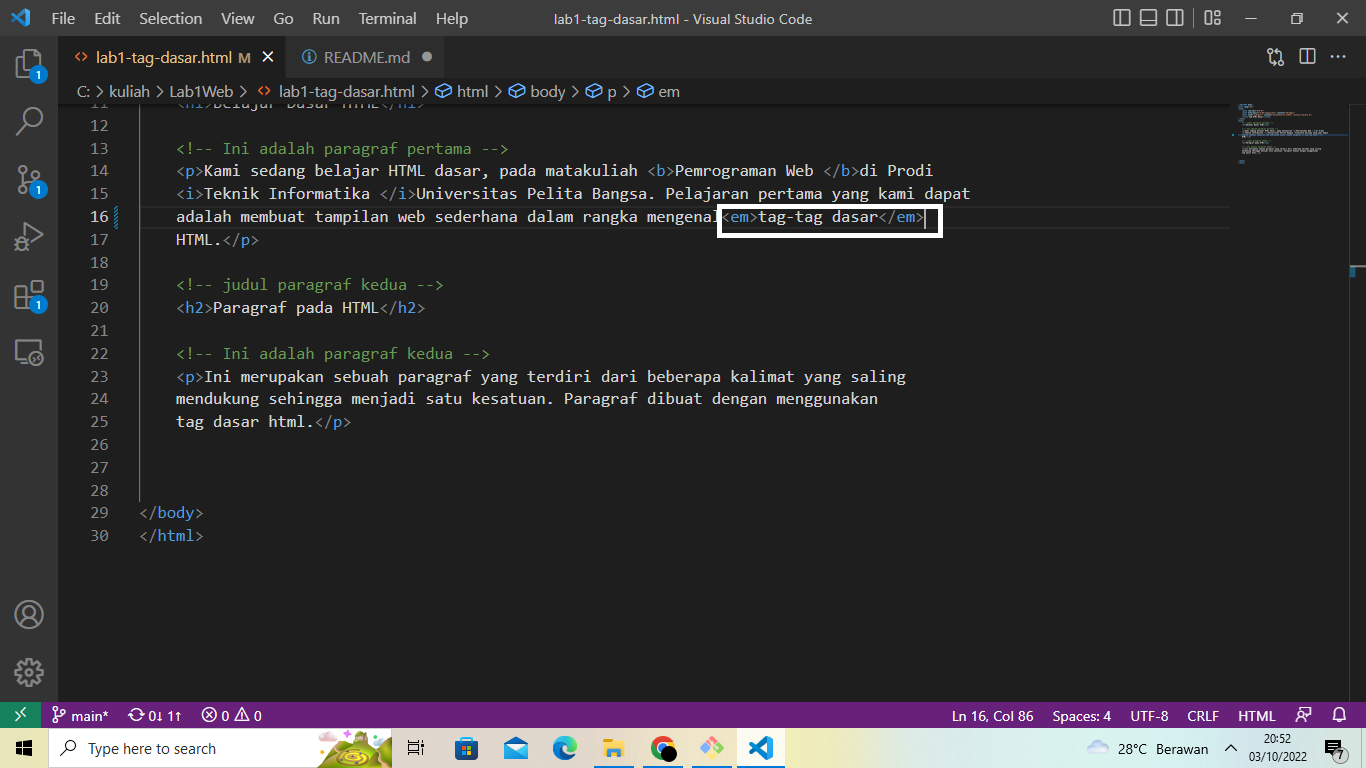 File Edit Selection View Go Run Terminal Help lab1-tag-dasar.html - Visual Studio Code
lab1-tag-dasar.html M README.md
C: > kuliah > Lab1Web > lab1-tag-dasar.html > html > body > p > em
11 <h1>Belajar Dasar HTML</h1>
12
13 <!-- Ini adalah paragraf pertama -->
14 <p>Kami sedang belajar HTML dasar, pada matakuliah <b>Pemrograman Web </b>di Prodi
15 <i>Teknik Informatika </i>Universitas Pelita Bangsa. Pelajaran pertama yang kami dapat
16 adalah membuat tampilan web sederhana dalam rangka mengenal<em>tag-tag dasar</em>
17 HTML.</p>
18
19 <!-- judul paragraf kedua -->
20 <h2>Paragraf pada HTML</h2>
21
22 <!-- Ini adalah paragraf kedua -->
23 <p>Ini merupakan sebuah paragraf yang terdiri dari beberapa kalimat yang saling
24 mendukung sehingga menjadi satu kesatuan. Paragraf dibuat dengan menggunakan
25 tag dasar html.</p>
26
27
28
29 </body>
30 </html>
1
1
1
main* 0↓ 1↑ 0 0 Ln 16, Col 86 Spaces: 4 UTF-8 CRLF HTML
Type here to search 28°C Berawan 20:52
03/10/2022 7